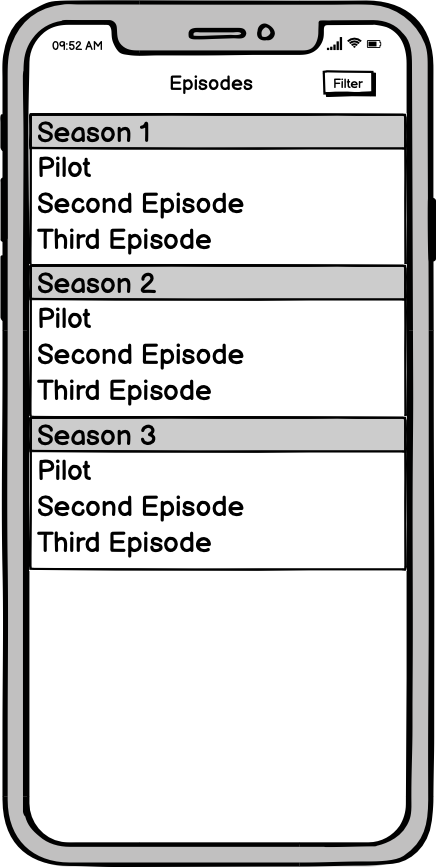 09:52 AM
Episodes
Filter
Season 1
Pilot
Second Episode
Third Episode
Season 2
Pilot
Second Episode
Third Episode
Season 3
Pilot
Second Episode
Third Episode